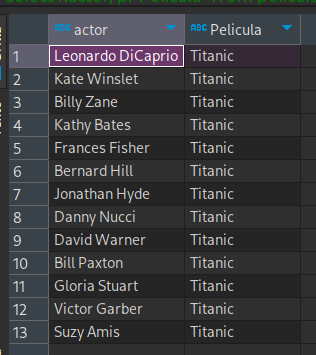 actor Pelicula
1 Leonardo DiCaprio Titanic
2 Kate Winslet Titanic
3 Billy Zane Titanic
4 Kathy Bates Titanic
5 Frances Fisher Titanic
6 Bernard Hill Titanic
7 Jonathan Hyde Titanic
8 Danny Nucci Titanic
9 David Warner Titanic
10 Bill Paxton Titanic
11 Gloria Stuart Titanic
12 Victor Garber Titanic
13 Suzy Amis Titanic